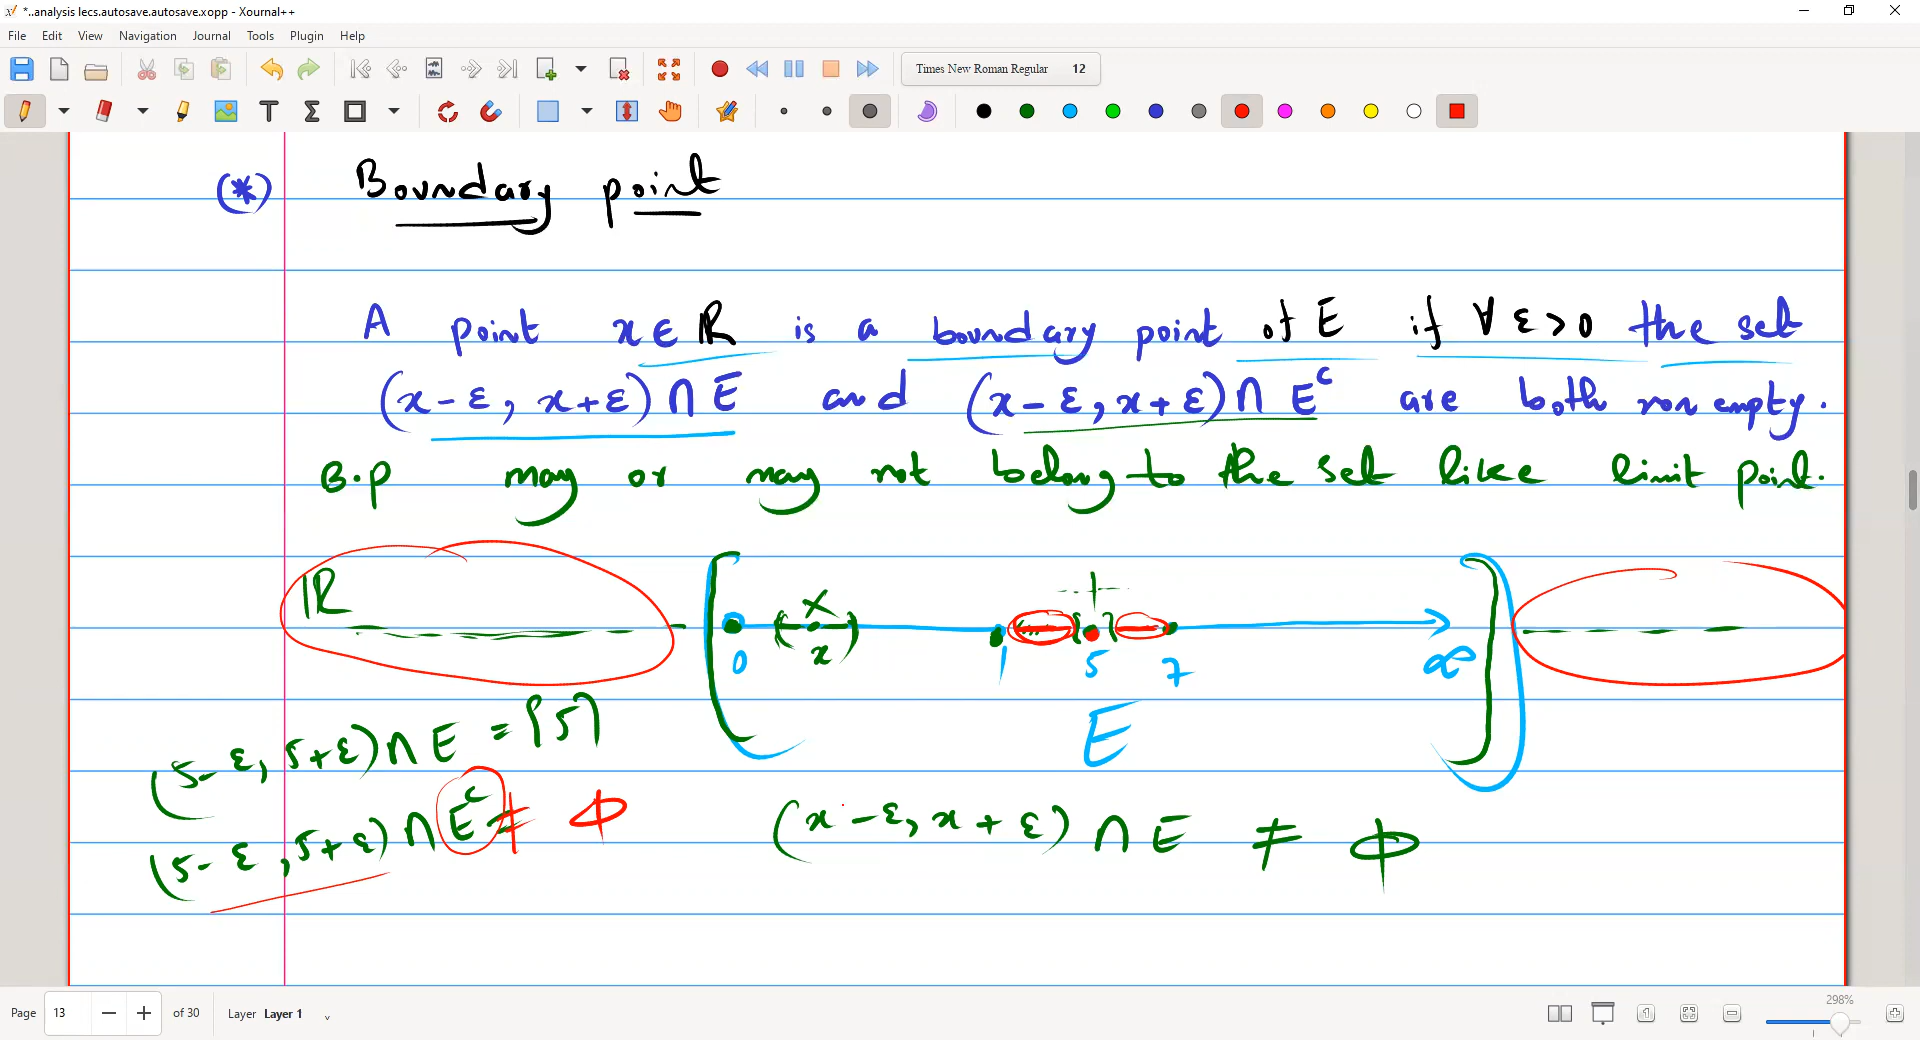 *..analysis lecs.autosave.autosave.xopp - Xournal++
File Edit View Navigation Journal Tools Plugin Help
Times New Roman Regular 12
(*) Boundary point
A point x ∈ ℝ is a boundary point of E if ∀ ε > 0 the set
(x - ε, x + ε) ∩ E and (x - ε, x + ε) ∩ Eᶜ are both non empty.
B.p may or may not belong to the set like limit point.
ℝ
x
0 x 1 5 7 ∞
E
(5 - ε, 5 + ε) ∩ E = {5}
(5 - ε, 5 + ε) ∩ Eᶜ ≠ ϕ
(x - ε, x + ε) ∩ E ≠ ϕ
Page 13 of 30 Layer Layer 1 298%